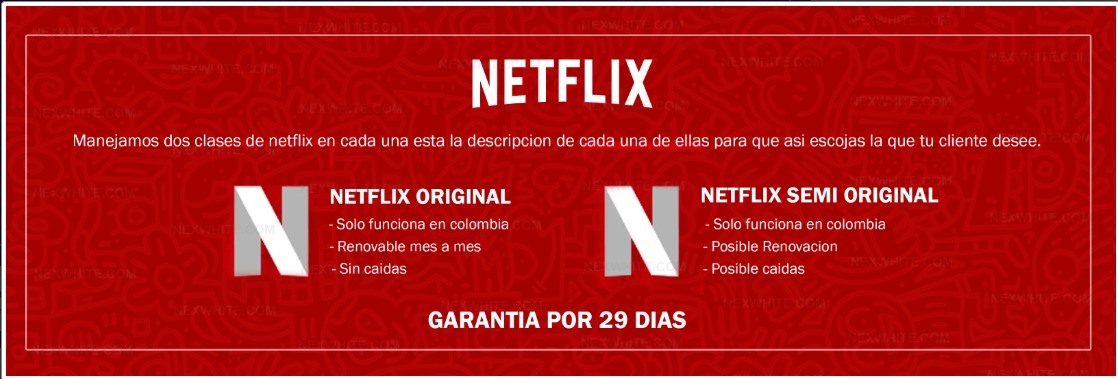 NETFLIX
Manejamos dos clases de netflix en cada una esta la descripcion de cada una de ellas para que asi escojas la que tu cliente desee.
NETFLIX ORIGINAL
- Solo funciona en colombia
- Renovable mes a mes
- Sin caidas
NETFLIX SEMI ORIGINAL
- Solo funciona en colombia
- Posible Renovacion
- Posible caidas
GARANTIA POR 29 DIAS
NEXWHITE.COM